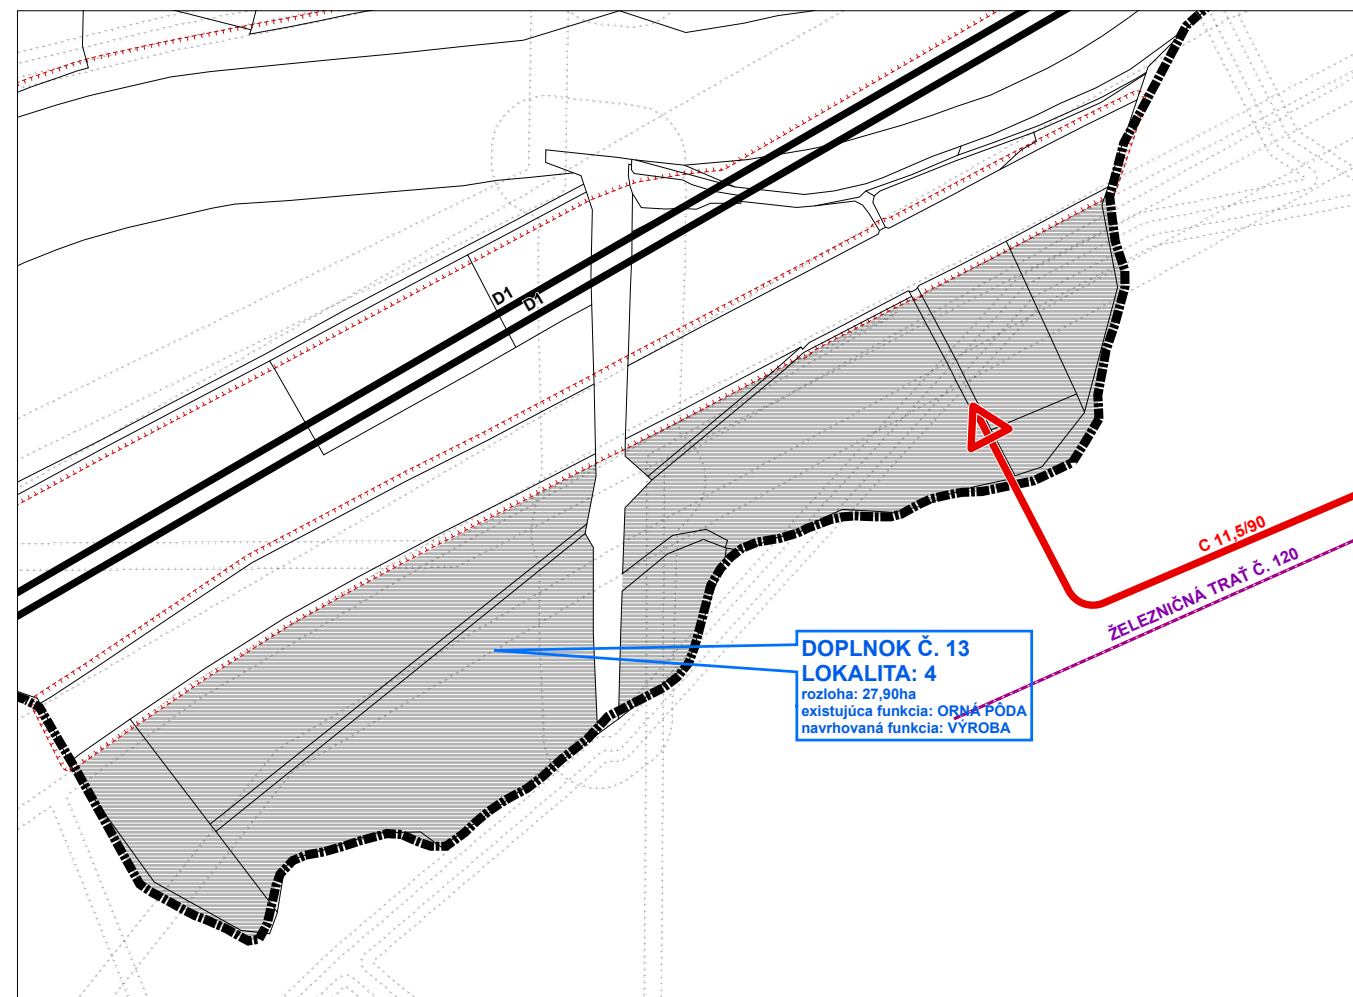 D1
D1
C 11,5/90
ŽELEZNIČNÁ TRAŤ Č. 120
DOPLNOK Č. 13
LOKALITA: 4
rozloha: 27,90ha
existujúca funkcia: ORNÁ PÔDA
navrhovaná funkcia: VÝROBA